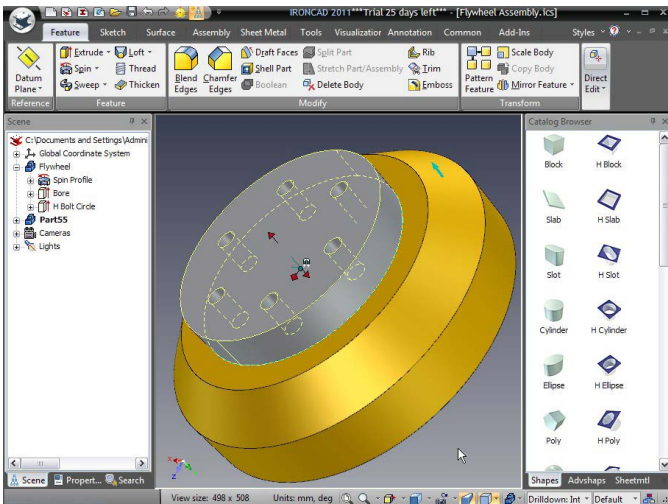 IRONCAD 2011***Trial 25 days left*** - [Flywheel Assembly.ics]
Feature Sketch Surface Assembly Sheet Metal Tools Visualization Annotation Common Add-Ins Styles
Extrude Loft Draft Faces Split Part Rib Scale Body
Spin Thread Shell Part Stretch Part/Assembly Trim Copy Body
Sweep Thicken Boolean Delete Body Emboss Mirror Feature
Datum Plane Blend Edges Chamfer Edges Pattern Feature Direct Edit
Reference Feature Modify Transform
Scene Catalog Browser
C:\Documents and Settings\Admini
Global Coordinate System
Flywheel
Spin Profile
Bore
H Bolt Circle
Part55
Cameras
Lights
Block H Block
Slab H Slab
Slot H Slot
Cylinder H Cylinder
Ellipse H Ellipse
Poly H Poly
Scene Propert... Search Shapes Advshaps Sheetmtl
View size: 498 x 508 Units: mm, deg Drilldown: Int Default